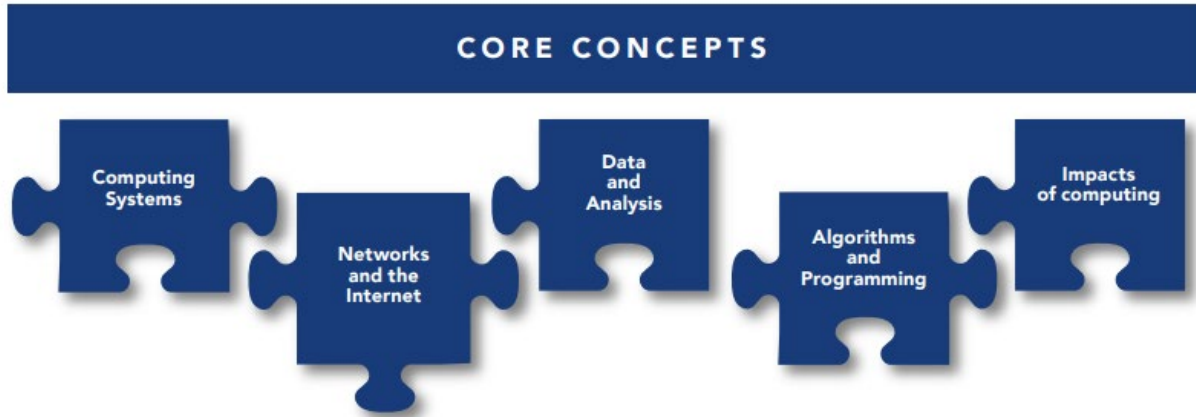 CORE CONCEPTS
Computing
Systems
Networks
and the
Internet
Data
and
Analysis
Algorithms
and
Programming
Impacts
of computing